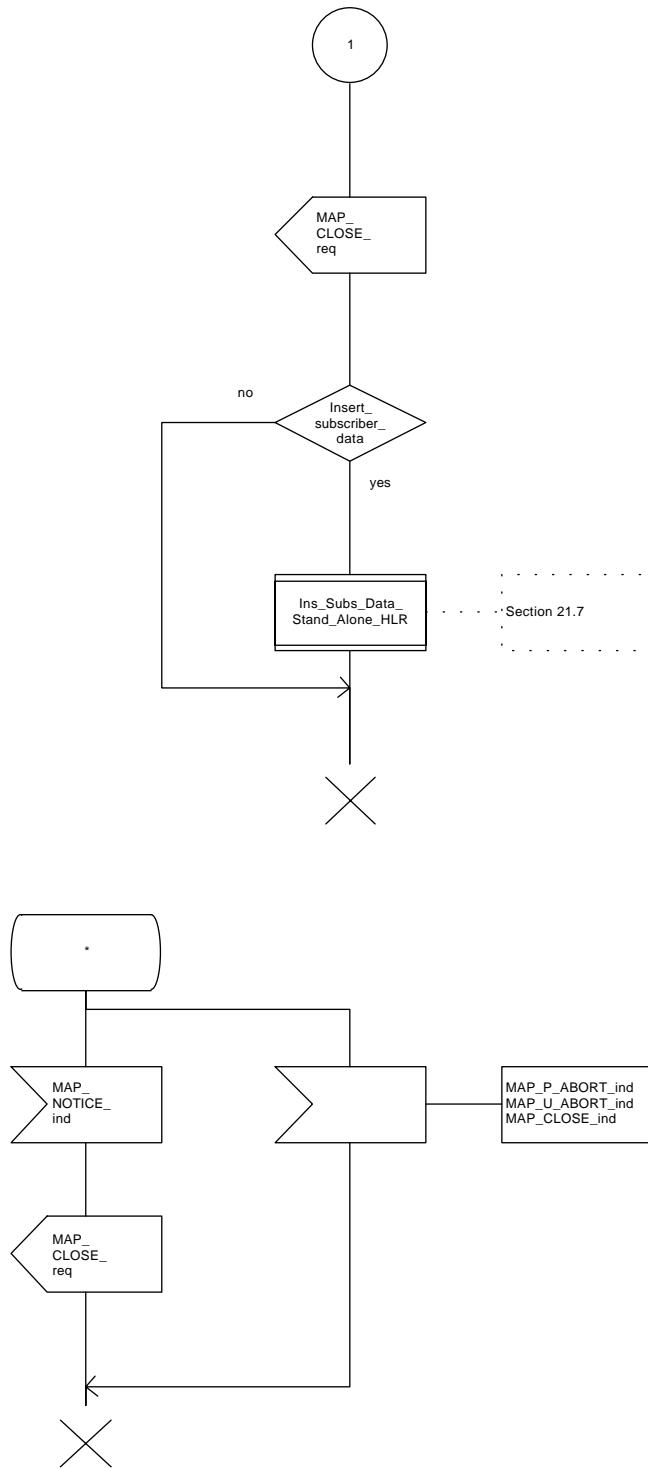 1
MAP_
CLOSE_
req
no
Insert_
subscriber_
data
yes
Ins_Subs_Data_
Stand_Alone_HLR
Section 21.7
*
MAP_
NOTICE_
ind
MAP_P_ABORT_ind
MAP_U_ABORT_ind
MAP_CLOSE_ind
MAP_
CLOSE_
req